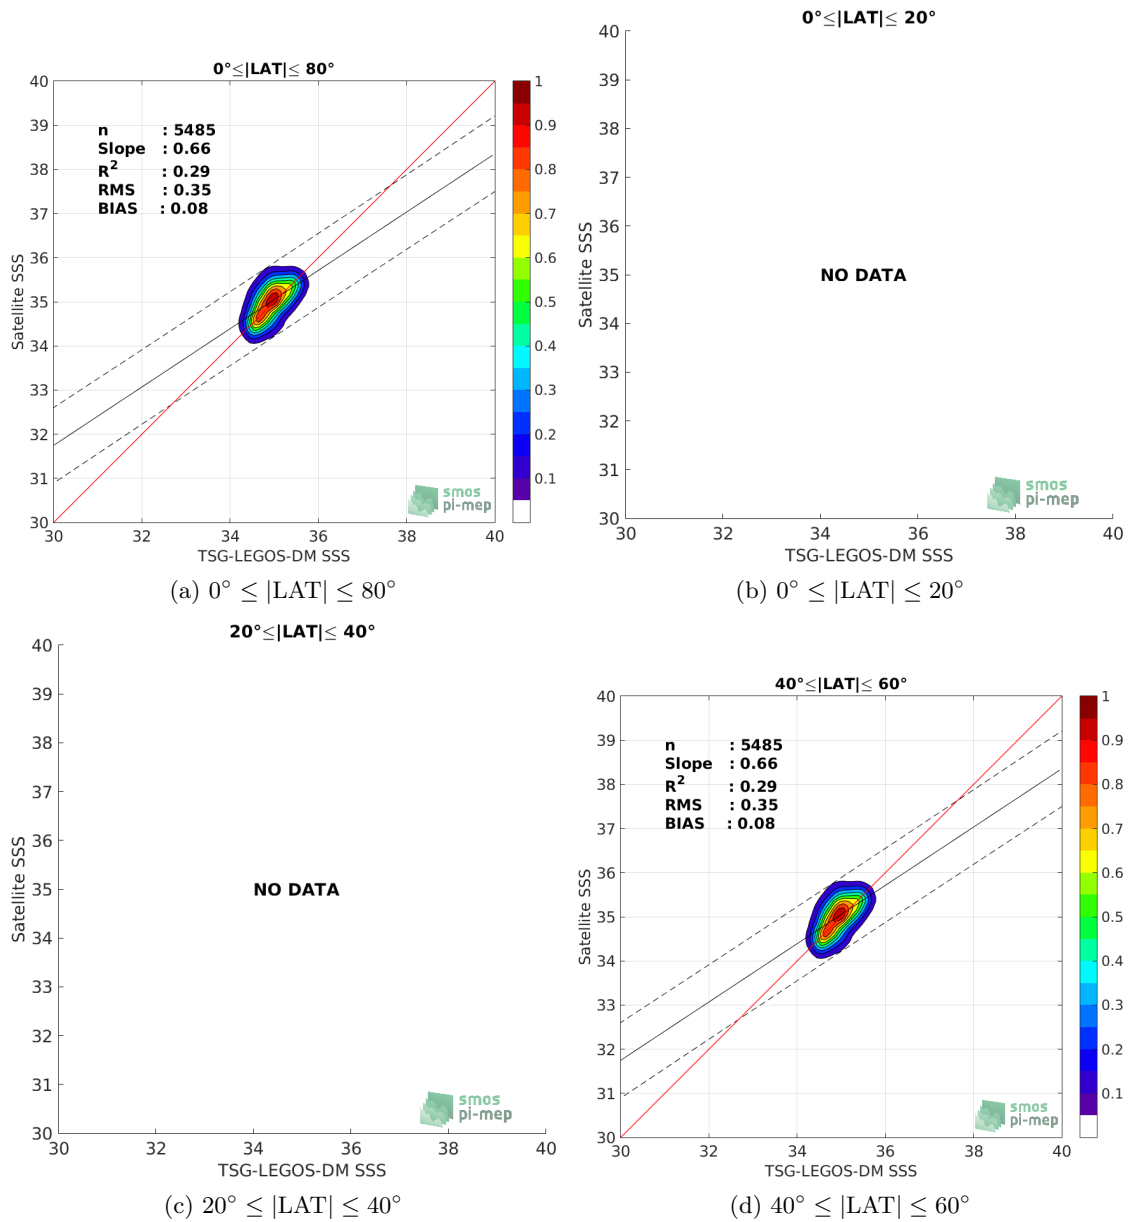 0°≤|LAT|≤ 80°
40
39
38
37
36
35
34
33
32
31
30
n : 5485
Slope : 0.66
R² : 0.29
RMS : 0.35
BIAS : 0.08
Satellite SSS
30 32 34 36 38 40
TSG-LEGOS-DM SSS
smos
pi-mep
1
0.9
0.8
0.7
0.6
0.5
0.4
0.3
0.2
0.1
(a) 0° ≤ |LAT| ≤ 80°
0°≤|LAT|≤ 20°
40
39
38
37
36
35
34
33
32
31
30
Satellite SSS
NO DATA
smos
pi-mep
30 32 34 36 38 40
TSG-LEGOS-DM SSS
(b) 0° ≤ |LAT| ≤ 20°
20°≤|LAT|≤ 40°
40
39
38
37
36
35
34
33
32
31
30
Satellite SSS
NO DATA
smos
pi-mep
30 32 34 36 38 40
TSG-LEGOS-DM SSS
(c) 20° ≤ |LAT| ≤ 40°
40°≤|LAT|≤ 60°
40
39
38
37
36
35
34
33
32
31
30
n : 5485
Slope : 0.66
R² : 0.29
RMS : 0.35
BIAS : 0.08
Satellite SSS
smos
pi-mep
30 32 34 36 38 40
TSG-LEGOS-DM SSS
1
0.9
0.8
0.7
0.6
0.5
0.4
0.3
0.2
0.1
(d) 40° ≤ |LAT| ≤ 60°